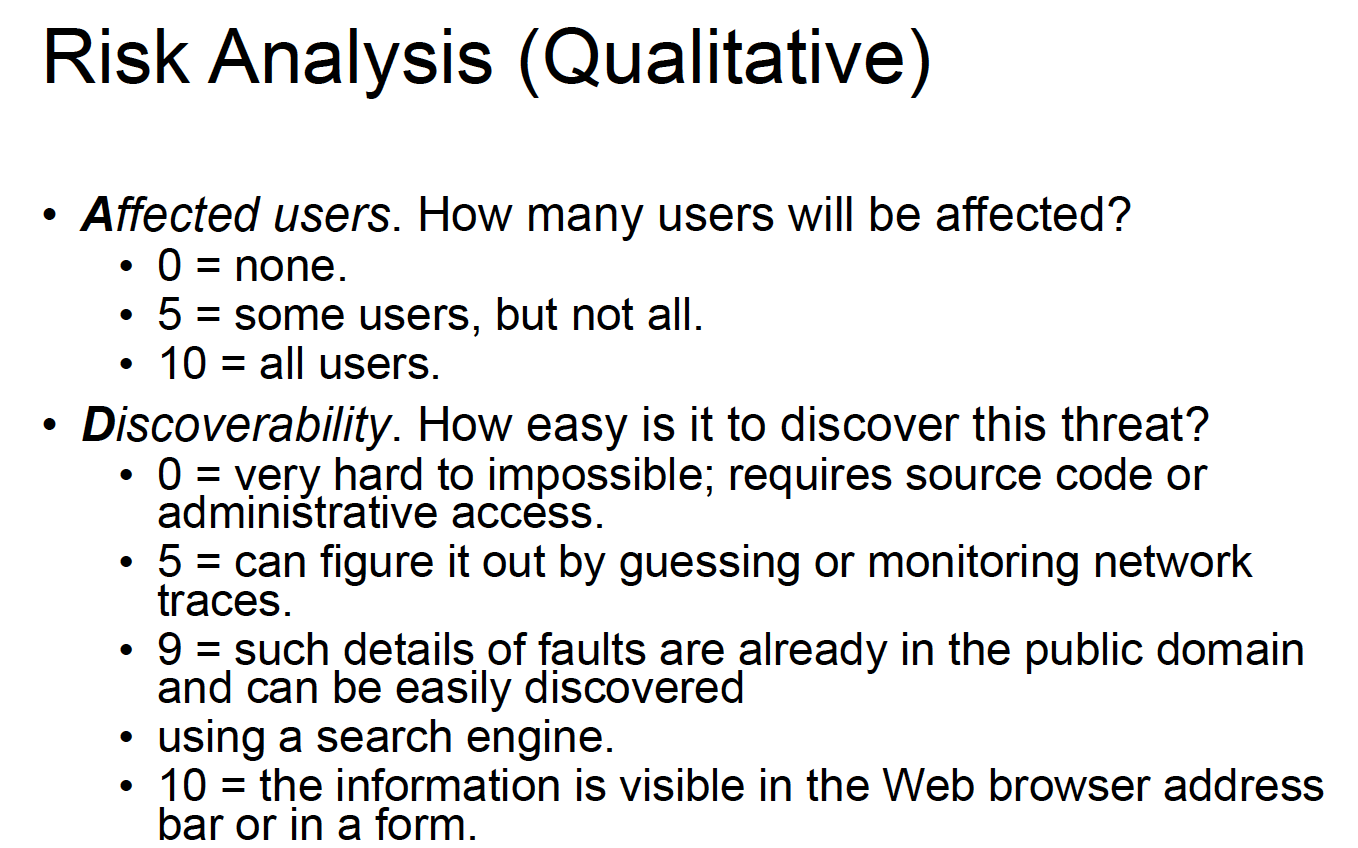 Risk Analysis (Qualitative)
• Affected users. How many users will be affected?
• 0 = none.
• 5 = some users, but not all.
• 10 = all users.
• Discoverability. How easy is it to discover this threat?
• 0 = very hard to impossible; requires source code or
administrative access.
• 5 = can figure it out by guessing or monitoring network
traces.
• 9 = such details of faults are already in the public domain
and can be easily discovered
• using a search engine.
• 10 = the information is visible in the Web browser address
bar or in a form.